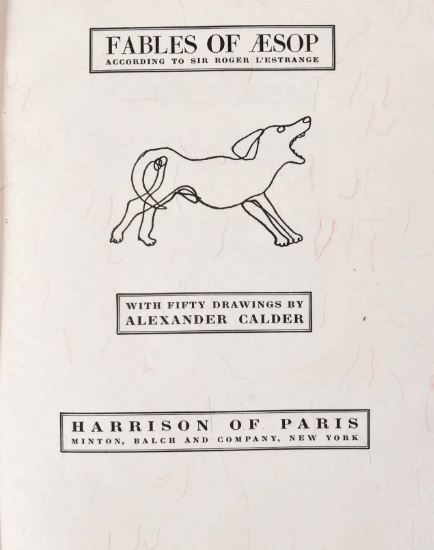 FABLES OF ÆSOP
ACCORDING TO SIR ROGER L'ESTRANGE
WITH FIFTY DRAWINGS BY
ALEXANDER CALDER
HARRISON OF PARIS
MINTON, BALCH AND COMPANY, NEW YORK